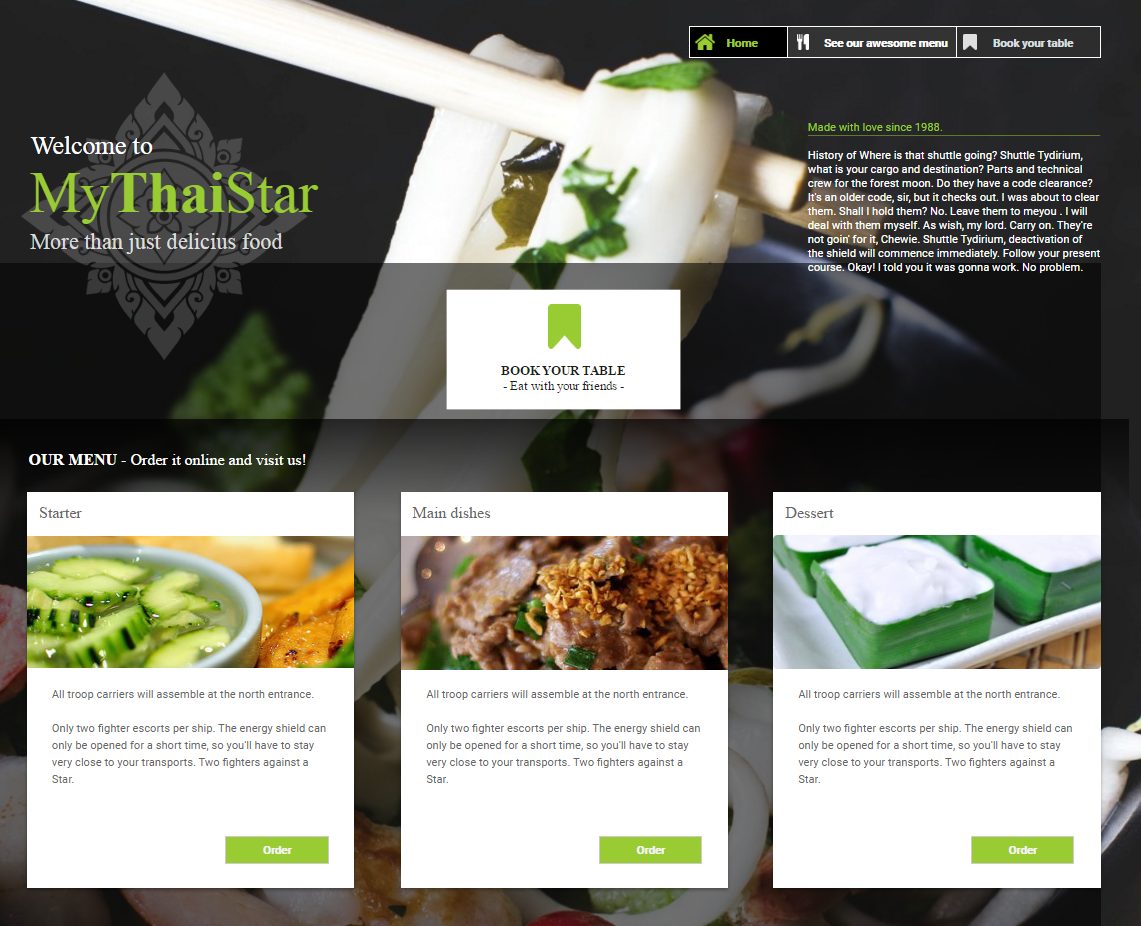 Home
See our awesome menu
Book your table
Welcome to
MyThaiStar
More than just delicius food
Made with love since 1988.
History of Where is that shuttle going? Shuttle Tydirium,
what is your cargo and destination? Parts and technical
crew for the forest moon. Do they have a code clearance?
It's an older code, sir, but it checks out. I was about to clear
them. Shall I hold them? No. Leave them to meyou . I will
deal with them myself. As wish, my lord. Carry on. They're
not goin' for it, Chewie. Shuttle Tydirium, deactivation of
the shield will commence immediately. Follow your present
course. Okay! I told you it was gonna work. No problem.
BOOK YOUR TABLE
- Eat with your friends -
OUR MENU - Order it online and visit us!
Starter
All troop carriers will assemble at the north entrance.
Only two fighter escorts per ship. The energy shield can
only be opened for a short time, so you'll have to stay
very close to your transports. Two fighters against a
Star.
Order
Main dishes
All troop carriers will assemble at the north entrance.
Only two fighter escorts per ship. The energy shield can
only be opened for a short time, so you'll have to stay
very close to your transports. Two fighters against a
Star.
Order
Dessert
All troop carriers will assemble at the north entrance.
Only two fighter escorts per ship. The energy shield can
only be opened for a short time, so you'll have to stay
very close to your transports. Two fighters against a
Star.
Order